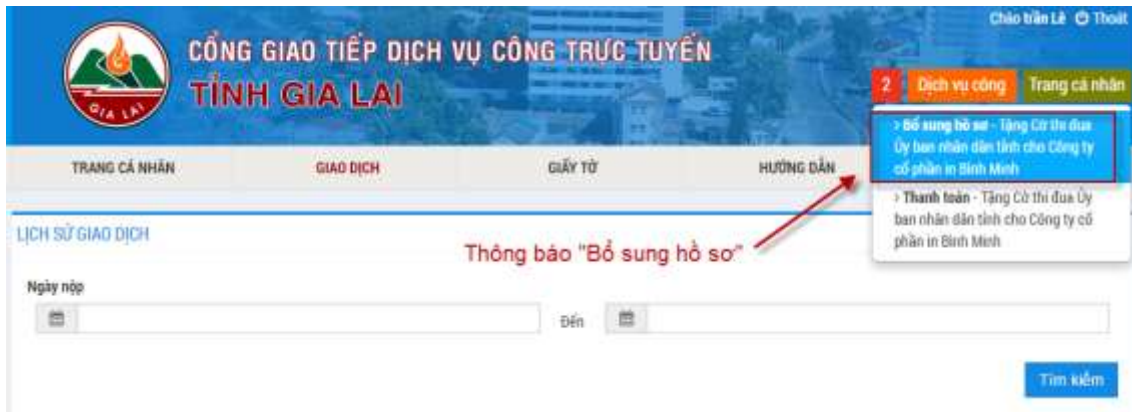 Chào trần Lê Thoát
CỔNG GIAO TIẾP DỊCH VỤ CÔNG TRỰC TUYẾN
TỈNH GIA LAI
GIA LAI
2 Dịch vụ công Trang cá nhân
› Bổ sung hồ sơ - Tặng Cờ thi đua
Ủy ban nhân dân tỉnh cho Công ty
cổ phần in Bình Minh
TRANG CÁ NHÂN GIAO DỊCH GIẤY TỜ HƯỚNG DẪN
› Thanh toán - Tặng Cờ thi đua Ủy
ban nhân dân tỉnh cho Công ty cổ
phần in Bình Minh
LỊCH SỬ GIAO DỊCH
Thông báo "Bổ sung hồ sơ"
Ngày nộp
Đến
Tìm kiếm